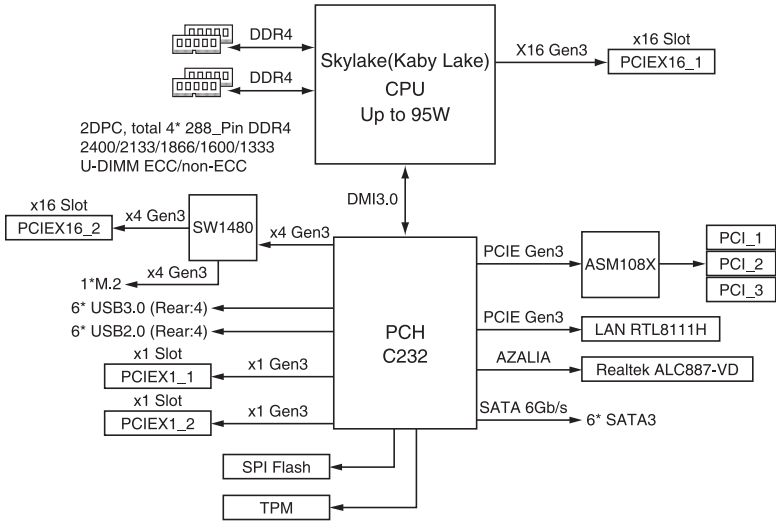 DDR4
DDR4
Skylake(Kaby Lake)
CPU
Up to 95W
X16 Gen3
x16 Slot
PCIEX16_1
2DPC, total 4* 288_Pin DDR4
2400/2133/1866/1600/1333
U-DIMM ECC/non-ECC
DMI3.0
x16 Slot
PCIEX16_2
x4 Gen3
SW1480
x4 Gen3
x4 Gen3
1*M.2
6* USB3.0 (Rear:4)
6* USB2.0 (Rear:4)
x1 Slot
PCIEX1_1
x1 Gen3
x1 Slot
PCIEX1_2
x1 Gen3
PCH
C232
PCIE Gen3
ASM108X
PCI_1
PCI_2
PCI_3
PCIE Gen3
LAN RTL8111H
AZALIA
Realtek ALC887-VD
SATA 6Gb/s
6* SATA3
SPI Flash
TPM